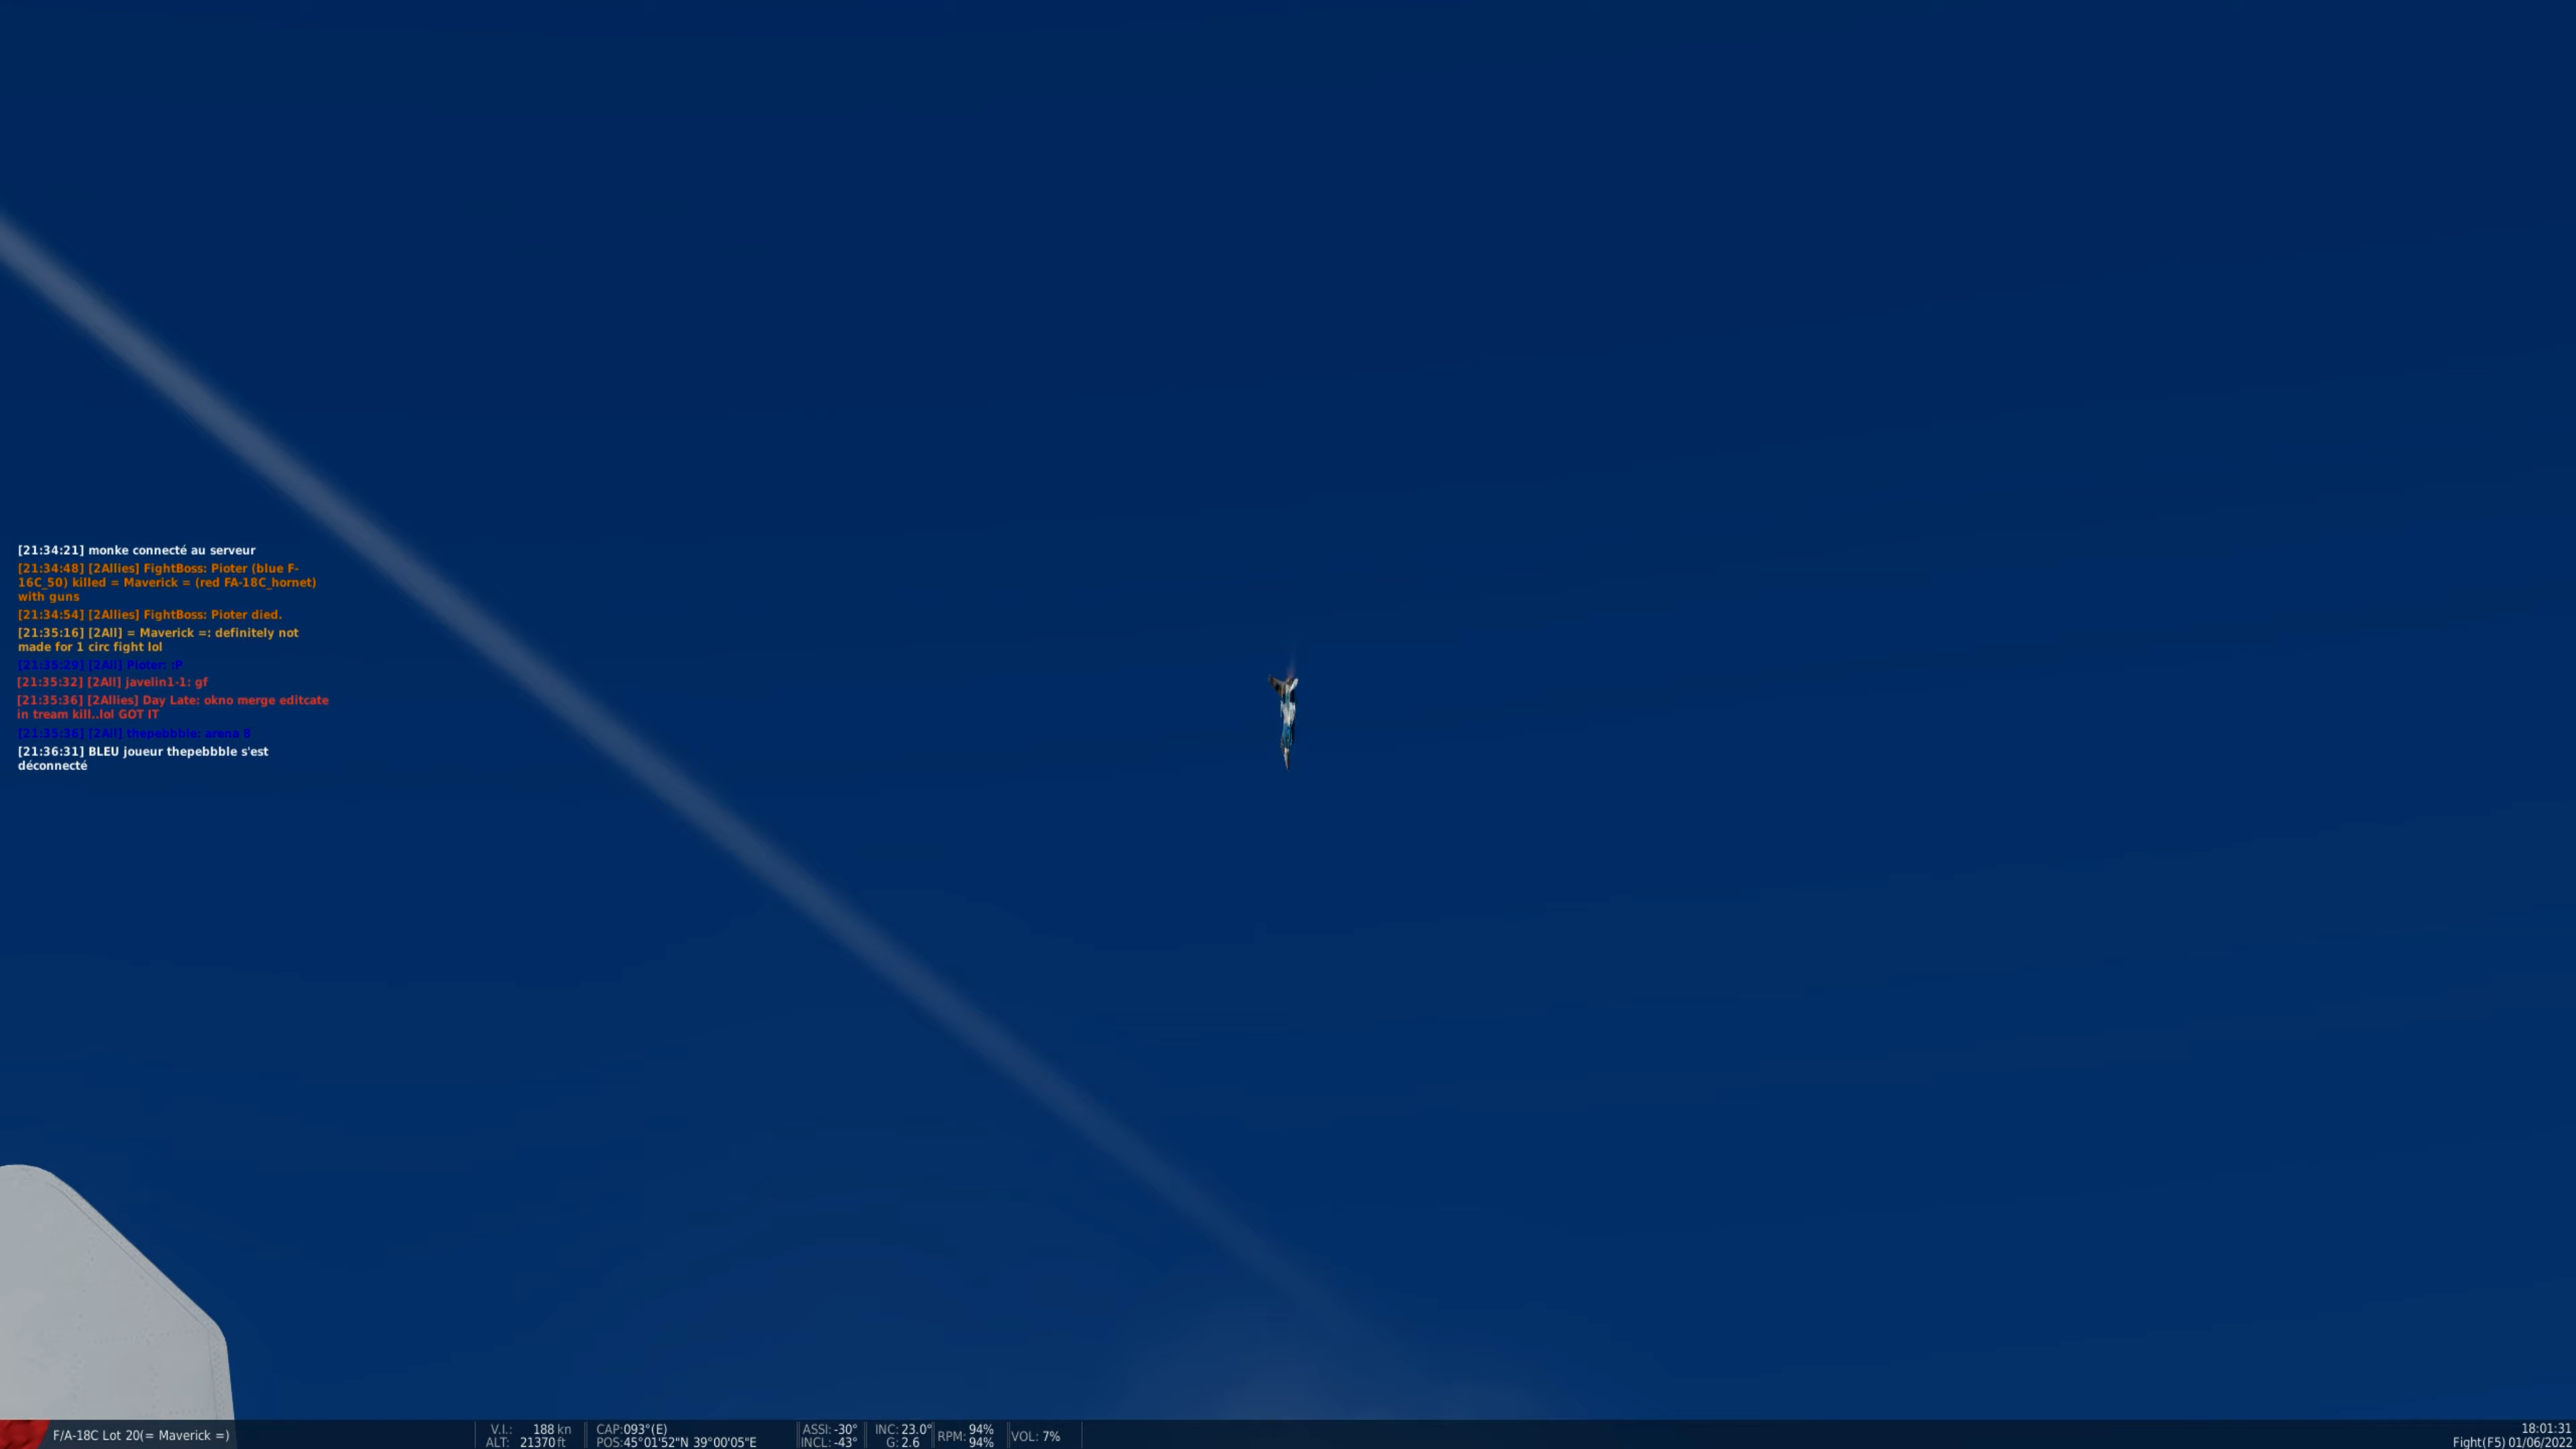 [21:34:21] monke connecté au serveur
[21:34:48] [2Allies] FightBoss: Pioter (blue F-
16C_50) killed = Maverick = (red FA-18C_hornet)
with guns
[21:34:54] [2Allies] FightBoss: Pioter died.
[21:35:16] [2All] = Maverick =: definitely not
made for 1 circ fight lol
[21:35:29] [2All] Pioter: :P
[21:35:32] [2All] javelin1-1: gf
[21:35:36] [2Allies] Day Late: okno merge editcate
in tream kill..lol GOT IT
[21:35:36] [2All] thepebbble: arena 8
[21:36:31] BLEU joueur thepebbble s'est
déconnecté
F/A-18C Lot 20(= Maverick =)
V.I.: 188 kn
ALT: 21370 ft
CAP:093°(E)
POS:45°01'52"N 39°00'05"E
ASSI: -30°
INCL: -43°
INC: 23.0°
G: 2.6
RPM: 94%
94%
VOL: 7%
18:01:31
Fight(F5) 01/06/2022